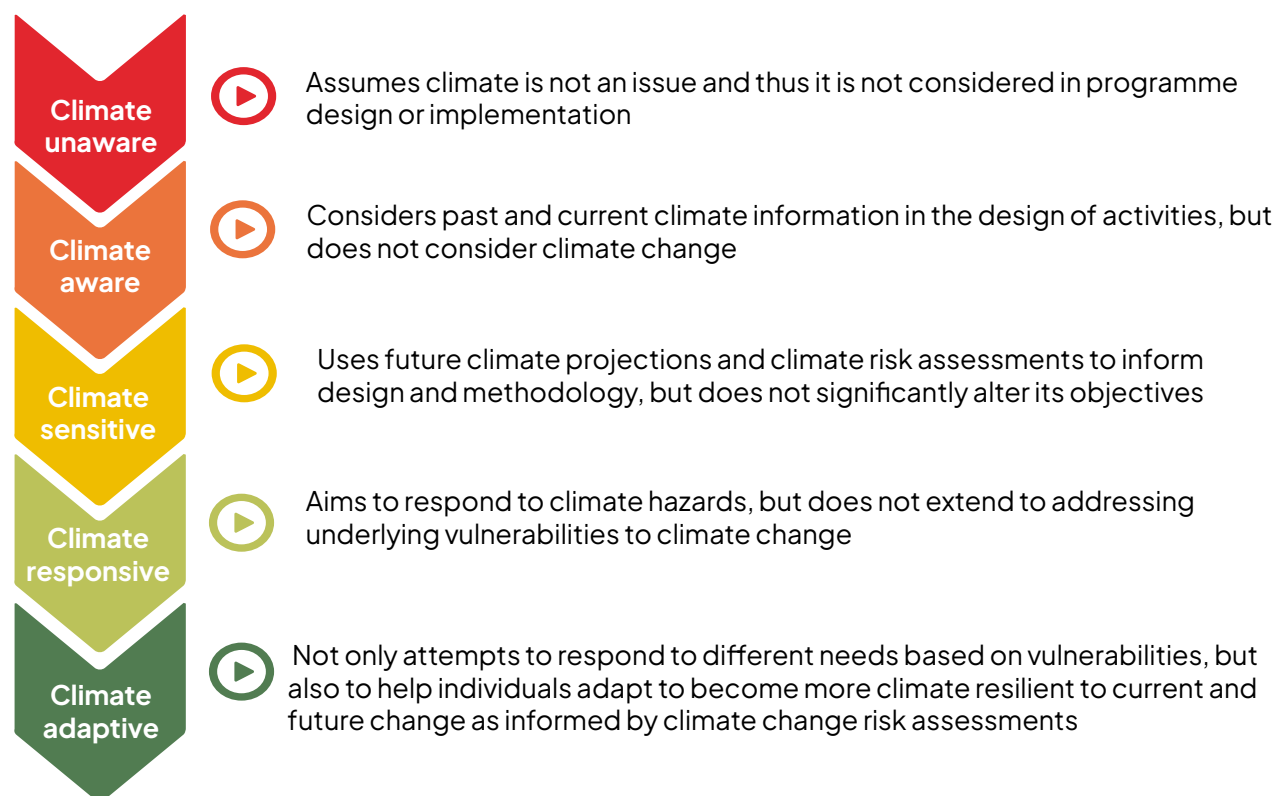 Climate
unaware
Assumes climate is not an issue and thus it is not considered in programme
design or implementation
Climate
aware
Considers past and current climate information in the design of activities, but
does not consider climate change
Climate
sensitive
Uses future climate projections and climate risk assessments to inform
design and methodology, but does not significantly alter its objectives
Climate
responsive
Aims to respond to climate hazards, but does not extend to addressing
underlying vulnerabilities to climate change
Climate
adaptive
Not only attempts to respond to different needs based on vulnerabilities, but
also to help individuals adapt to become more climate resilient to current and
future change as informed by climate change risk assessments